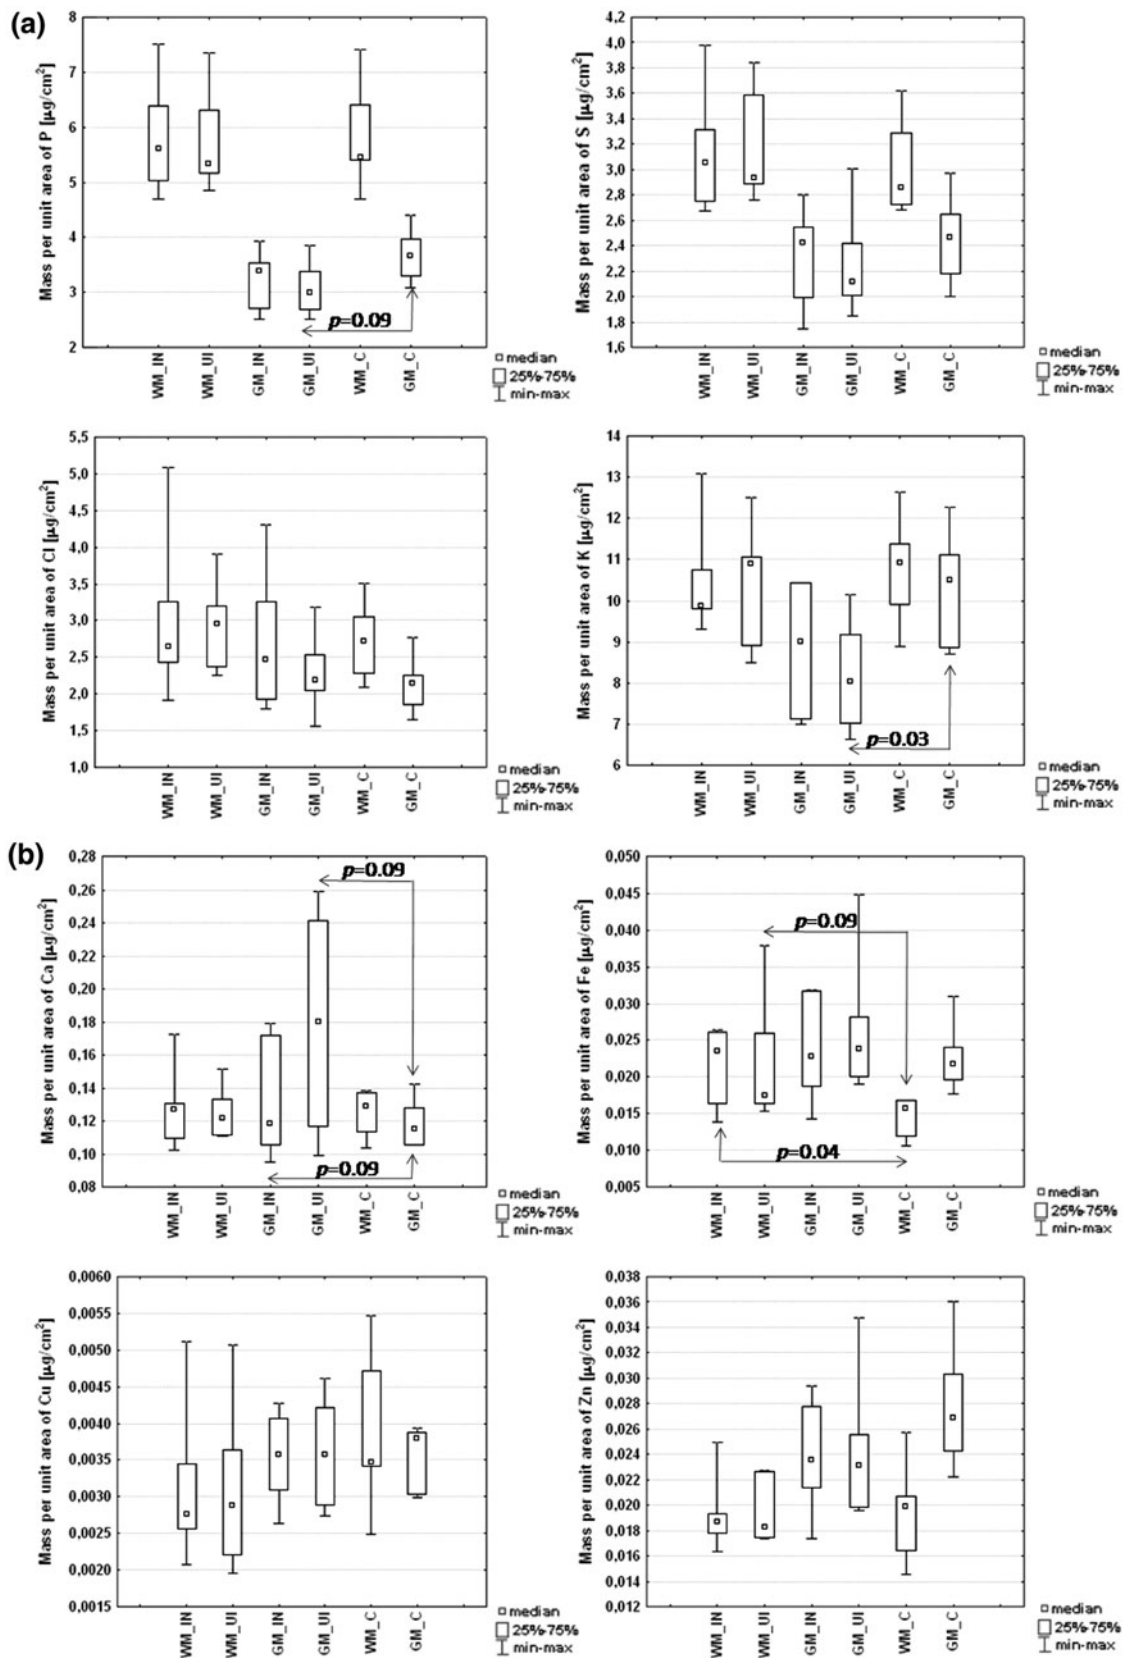 (a)
Mass per unit area of P [µg/cm²]
8
7
6
5
4
3
2
p=0.09
WM_IN
WM_UI
GM_IN
GM_UI
WM_C
GM_C
median
25%-75%
min-max
Mass per unit area of S [µg/cm²]
4,2
4,0
3,8
3,6
3,4
3,2
3,0
2,8
2,6
2,4
2,2
2,0
1,8
1,6
WM_IN
WM_UI
GM_IN
GM_UI
WM_C
GM_C
median
25%-75%
min-max
Mass per unit area of Cl [µg/cm²]
5,5
5,0
4,5
4,0
3,5
3,0
2,5
2,0
1,5
1,0
WM_IN
WM_UI
GM_IN
GM_UI
WM_C
GM_C
median
25%-75%
min-max
Mass per unit area of K [µg/cm²]
14
13
12
11
10
9
8
7
6
p=0.03
WM_IN
WM_UI
GM_IN
GM_UI
WM_C
GM_C
median
25%-75%
min-max
(b)
Mass per unit area of Ca [µg/cm²]
0,28
0,26
0,24
0,22
0,20
0,18
0,16
0,14
0,12
0,10
0,08
p=0.09
p=0.09
WM_IN
WM_UI
GM_IN
GM_UI
WM_C
GM_C
median
25%-75%
min-max
Mass per unit area of Fe [µg/cm²]
0,050
0,045
0,040
0,035
0,030
0,025
0,020
0,015
0,010
0,005
p=0.09
p=0.04
WM_IN
WM_UI
GM_IN
GM_UI
WM_C
GM_C
median
25%-75%
min-max
Mass per unit area of Cu [µg/cm²]
0,0060
0,0055
0,0050
0,0045
0,0040
0,0035
0,0030
0,0025
0,0020
0,0015
WM_IN
WM_UI
GM_IN
GM_UI
WM_C
GM_C
median
25%-75%
min-max
Mass per unit area of Zn [µg/cm²]
0,038
0,036
0,034
0,032
0,030
0,028
0,026
0,024
0,022
0,020
0,018
0,016
0,014
0,012
WM_IN
WM_UI
GM_IN
GM_UI
WM_C
GM_C
median
25%-75%
min-max